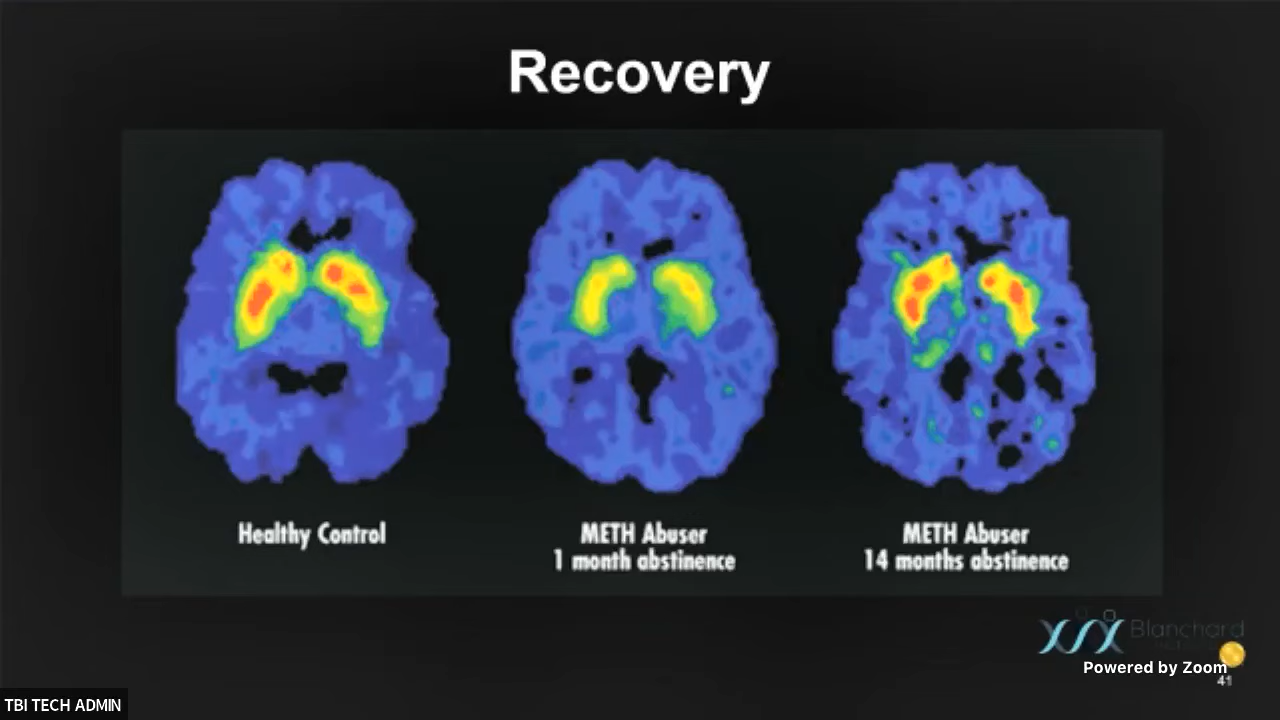 Recovery
Healthy Control
METH Abuser
1 month abstinence
METH Abuser
14 months abstinence
Blanchard
Powered by Zoom
41
TBI TECH ADMIN